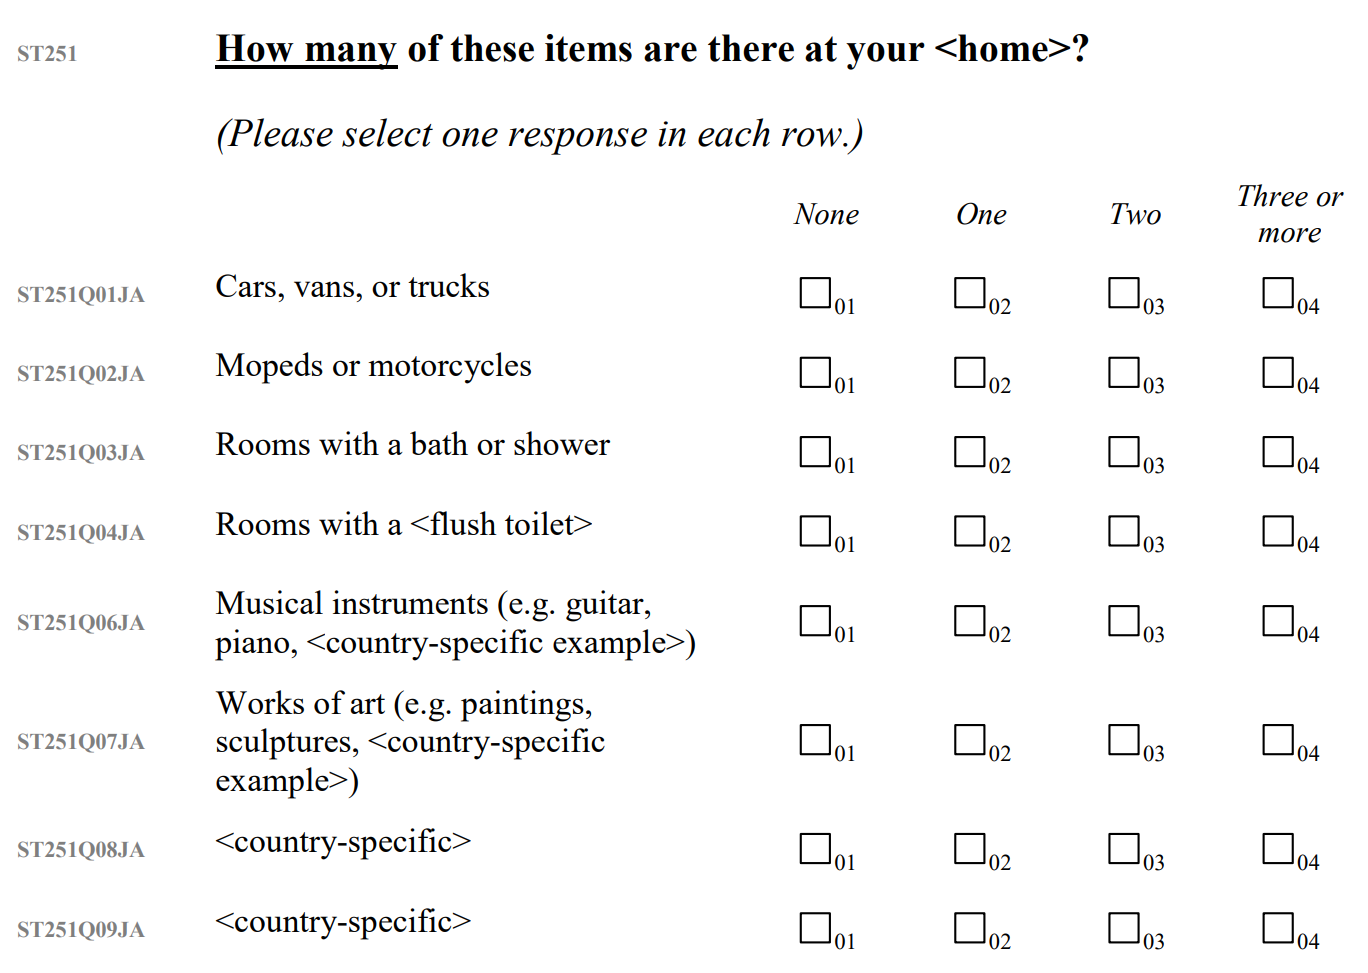 ST251 How many of these items are there at your <home>?
(Please select one response in each row.)
None One Two Three or
more
ST251Q01JA Cars, vans, or trucks 01 02 03 04
ST251Q02JA Mopeds or motorcycles 01 02 03 04
ST251Q03JA Rooms with a bath or shower 01 02 03 04
ST251Q04JA Rooms with a <flush toilet> 01 02 03 04
ST251Q06JA Musical instruments (e.g. guitar,
piano, <country-specific example>) 01 02 03 04
Works of art (e.g. paintings,
ST251Q07JA sculptures, <country-specific 01 02 03 04
example>)
ST251Q08JA <country-specific> 01 02 03 04
ST251Q09JA <country-specific> 01 02 03 04